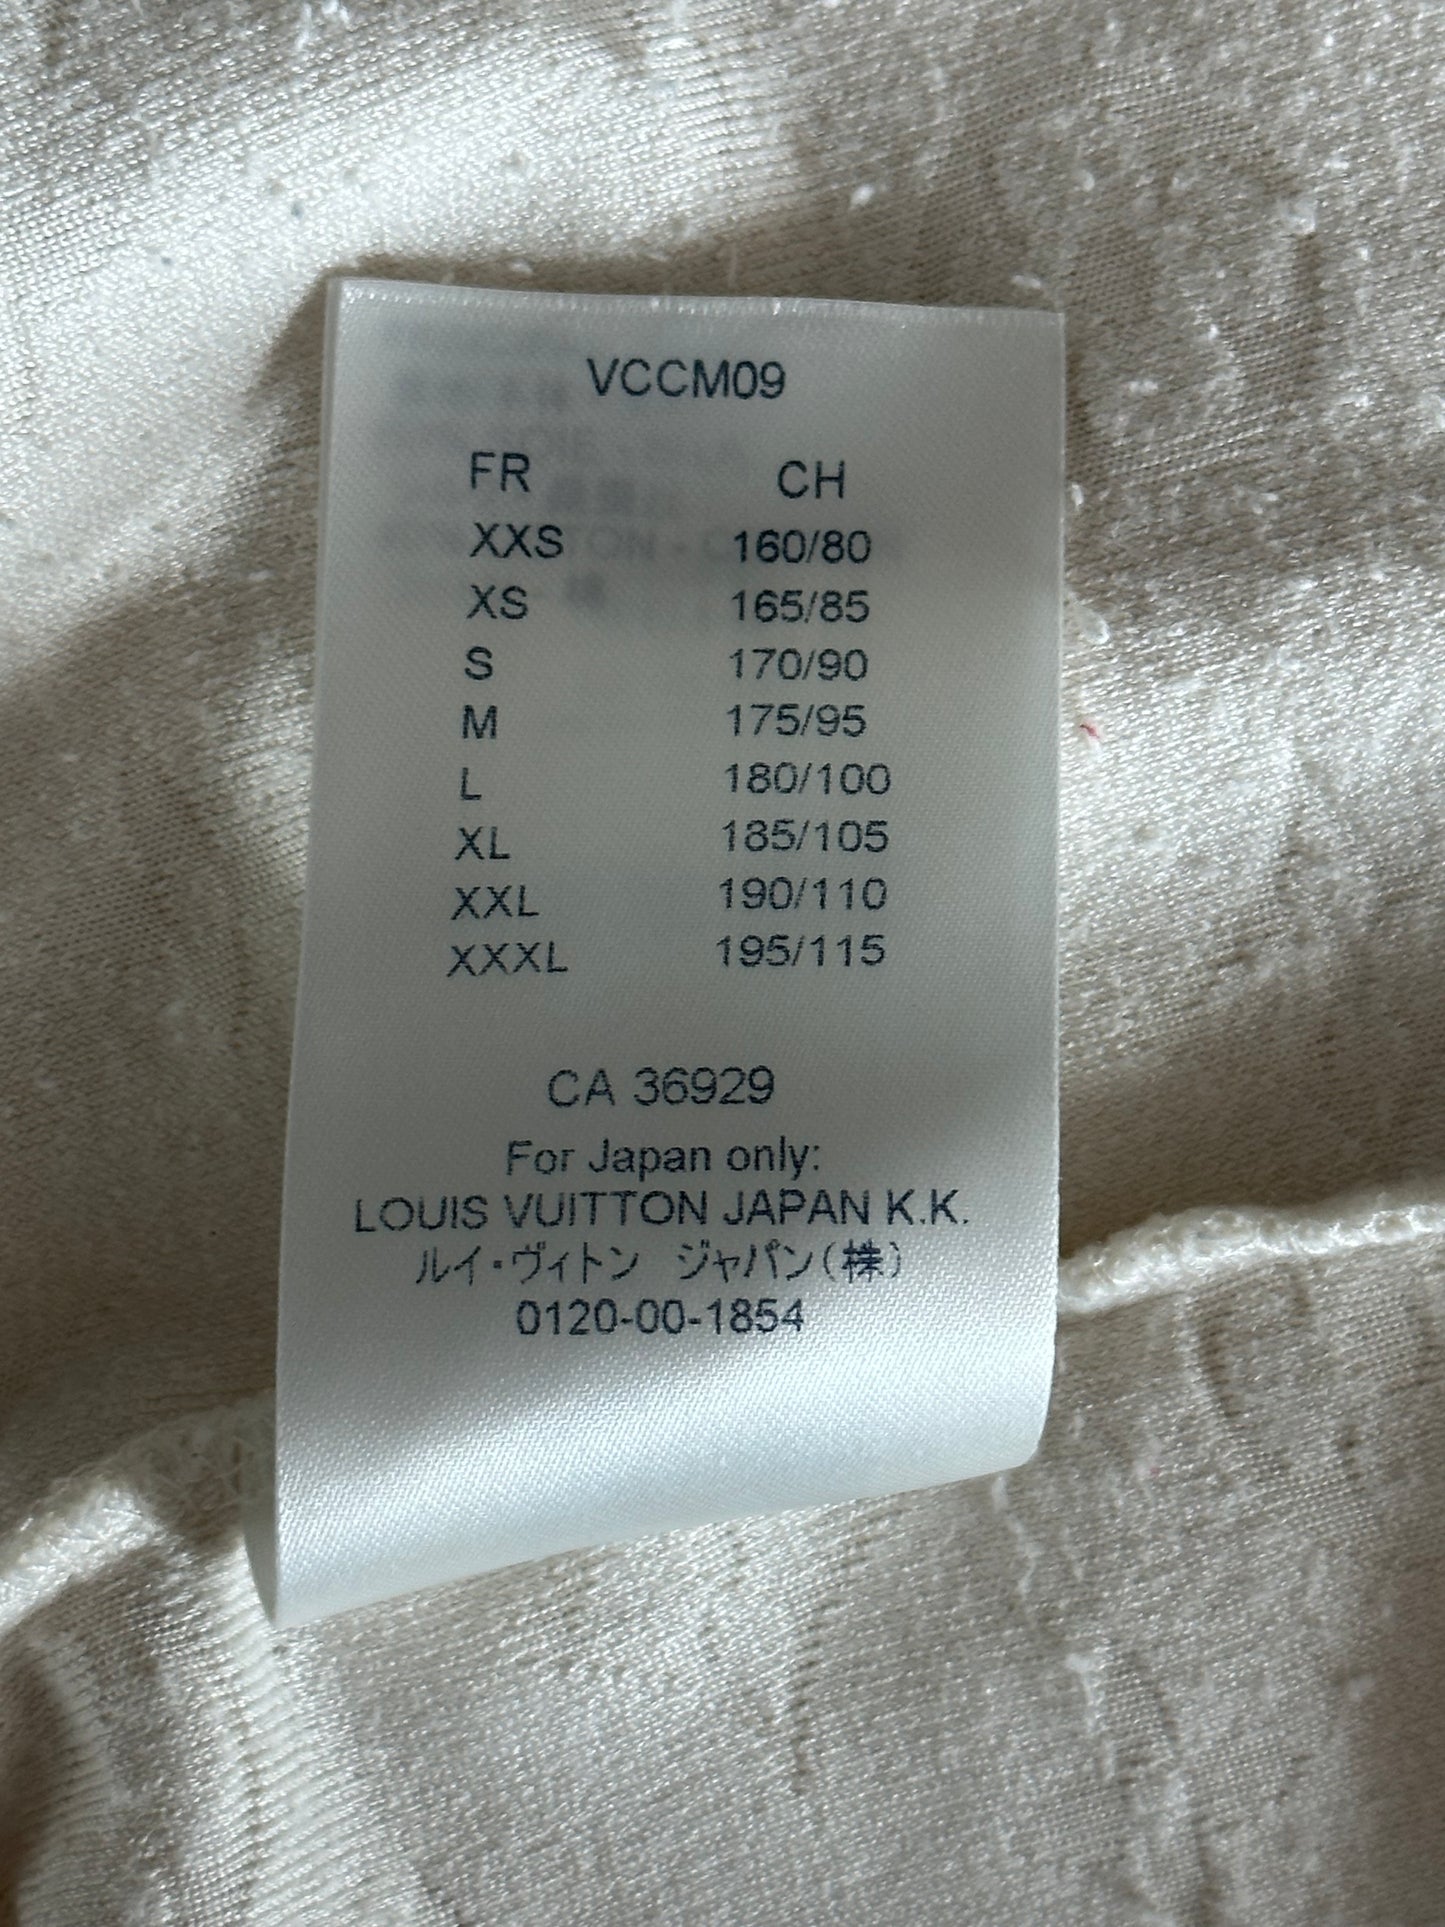 VCCM09
FR CH
XXS 160/80
XS 165/85
S 170/90
M 175/95
L 180/100
XL 185/105
XXL 190/110
XXXL 195/115
CA 36929
For Japan only:
LOUIS VUITTON JAPAN K.K.
ルイ・ヴィトン ジャパン(株)
0120-00-1854